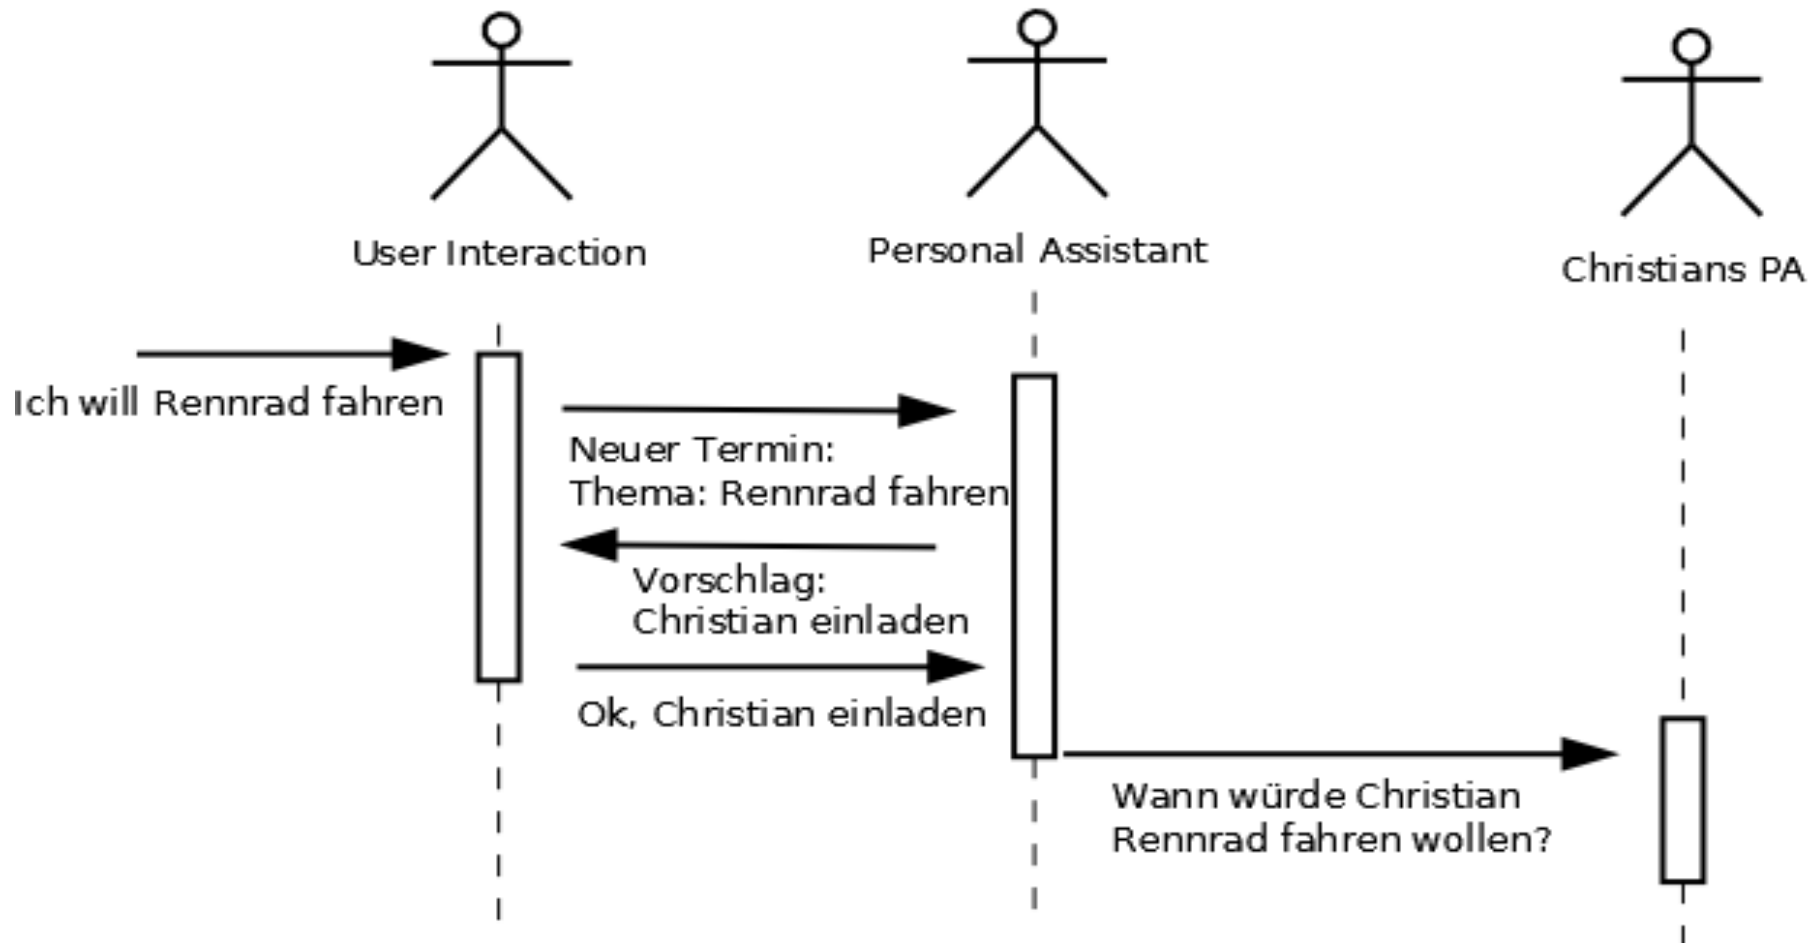 User Interaction
Personal Assistant
Christians PA
Ich will Rennrad fahren
Neuer Termin:
Thema: Rennrad fahren
Vorschlag:
Christian einladen
Ok, Christian einladen
Wann würde Christian
Rennrad fahren wollen?